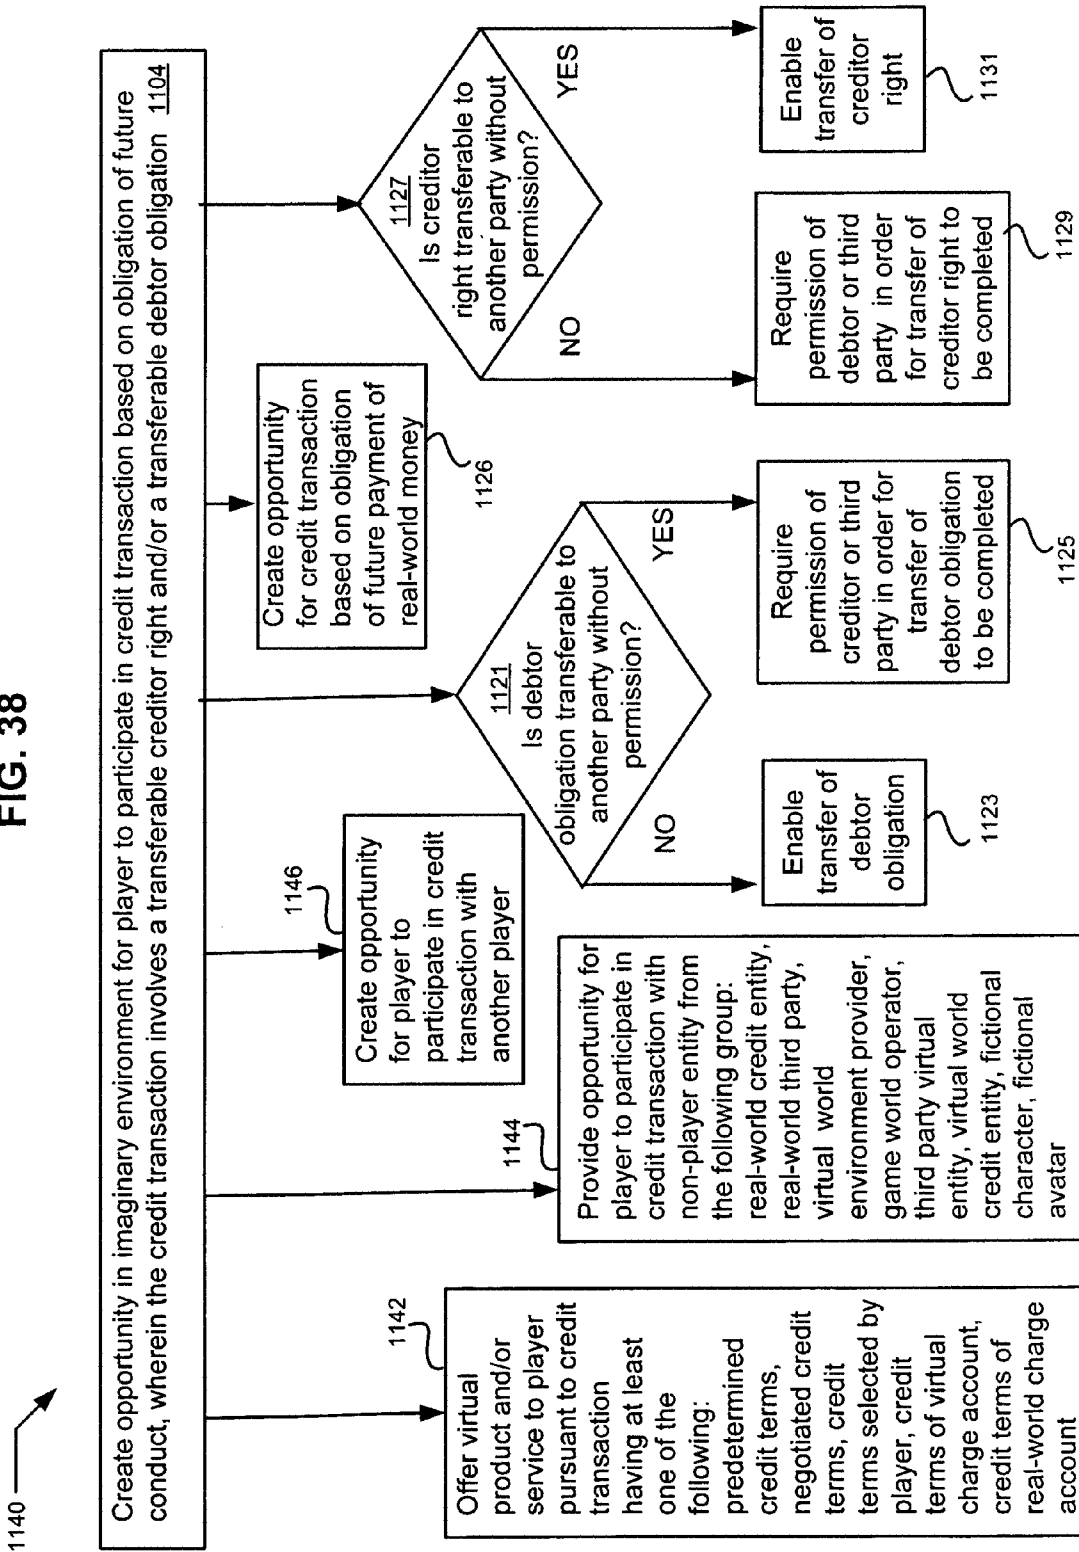 FIG. 38
1140
Create opportunity in imaginary environment for player to participate in credit transaction based on obligation of future
conduct, wherein the credit transaction involves a transferable creditor right and/or a transferable debtor obligation 1104
1142
Offer virtual
product and/or
service to player
pursuant to credit
transaction
having at least
one of the
following:
predetermined
credit terms,
negotiated credit
terms, credit
terms selected by
player, credit
terms of virtual
charge account,
credit terms of
real-world charge
account
1144
Provide opportunity for
player to participate in
credit transaction with
non-player entity from
the following group:
real-world credit entity,
real-world third party,
virtual world
environment provider,
game world operator,
third party virtual
entity, virtual world
credit entity, fictional
character, fictional
avatar
1146
Create opportunity
for player to
participate in credit
transaction with
another player
1121
Is debtor
obligation transferable to
another party without
permission?
NO
YES
Enable
transfer of
debtor
obligation
1123
Require
permission of
creditor or third
party in order for
transfer of
debtor obligation
to be completed
1125
Create opportunity
for credit transaction
based on obligation
of future payment of
real-world money
1126
1127
Is creditor
right transferable to
another party without
permission?
NO
YES
Require
permission of
debtor or third
party in order
for transfer of
creditor right to
be completed
1129
Enable
transfer of
creditor
right
1131